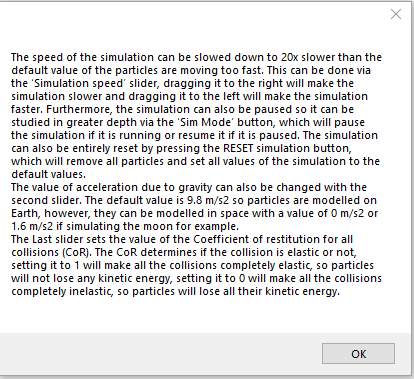 The speed of the simulation can be slowed down to 20x slower than the
default value of the particles are moving too fast. This can be done via
the 'Simulation speed' slider, dragging it to the right will make the
simulation slower and dragging it to the left will make the simulation
faster. Furthermore, the simulation can also be paused so it can be
studied in greater depth via the 'Sim Mode' button, which will pause
the simulation if it is running or resume it if it is paused. The simulation
can also be entirely reset by pressing the RESET simulation button,
which will remove all particles and set all values of the simulation to the
default values.
The value of acceleration due to gravity can also be changed with the
second slider. The default value is 9.8 m/s2 so particles are modelled on
Earth, however, they can be modelled in space with a value of 0 m/s2 or
1.6 m/s2 if simulating the moon for example.
The Last slider sets the value of the Coefficient of restitution for all
collisions (CoR). The CoR determines if the collision is elastic or not,
setting it to 1 will make all the collisions completely elastic, so particles
will not lose any kinetic energy, setting it to 0 will make all the collisions
completely inelastic, so particles will lose all their kinetic energy.
OK